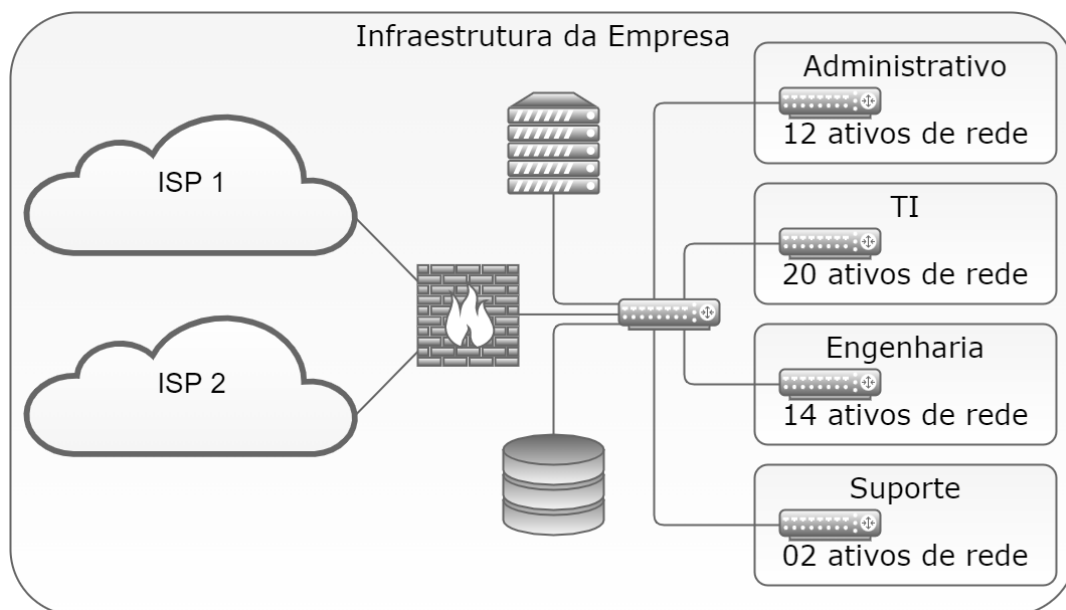 Infraestrutura da Empresa
ISP 1
ISP 2
Administrativo
12 ativos de rede
TI
20 ativos de rede
Engenharia
14 ativos de rede
Suporte
02 ativos de rede